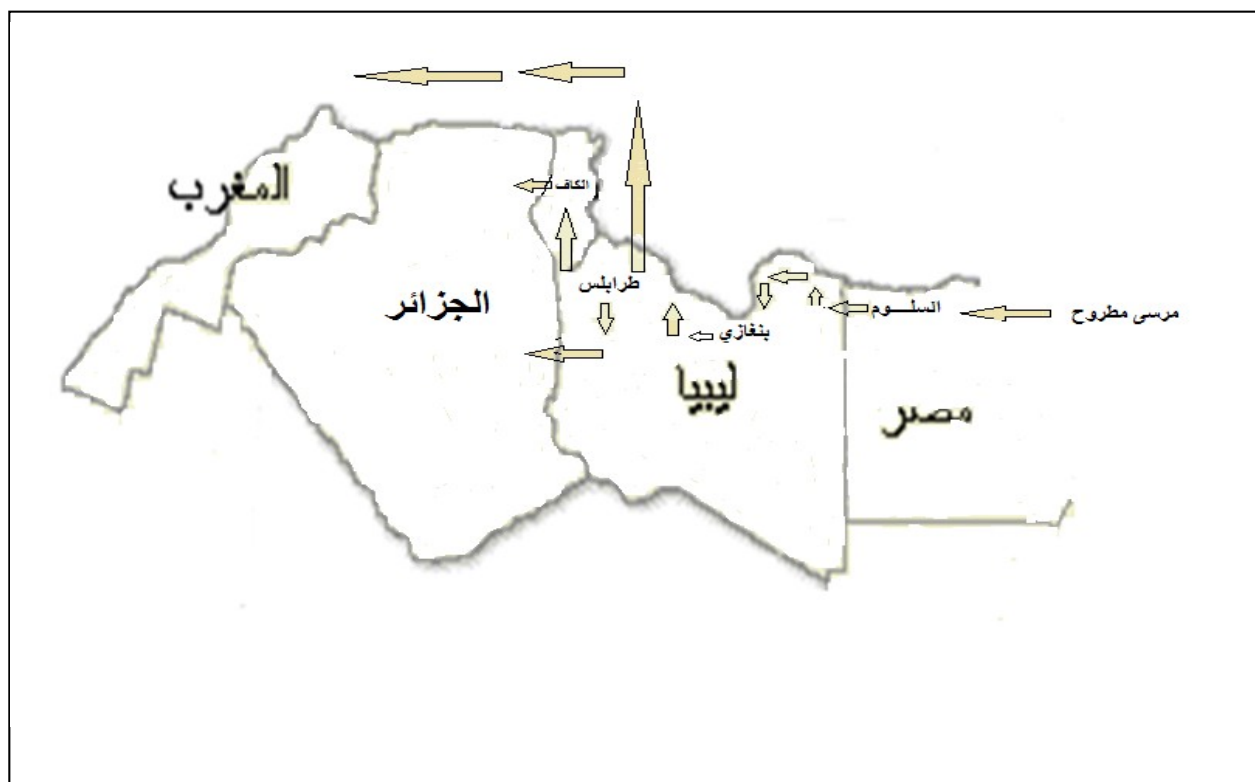 المغرب
الكاف
الجزائر
طرابلس
السلـــوم
مرسى مطروح
بنغازي
ليبيا
مصر